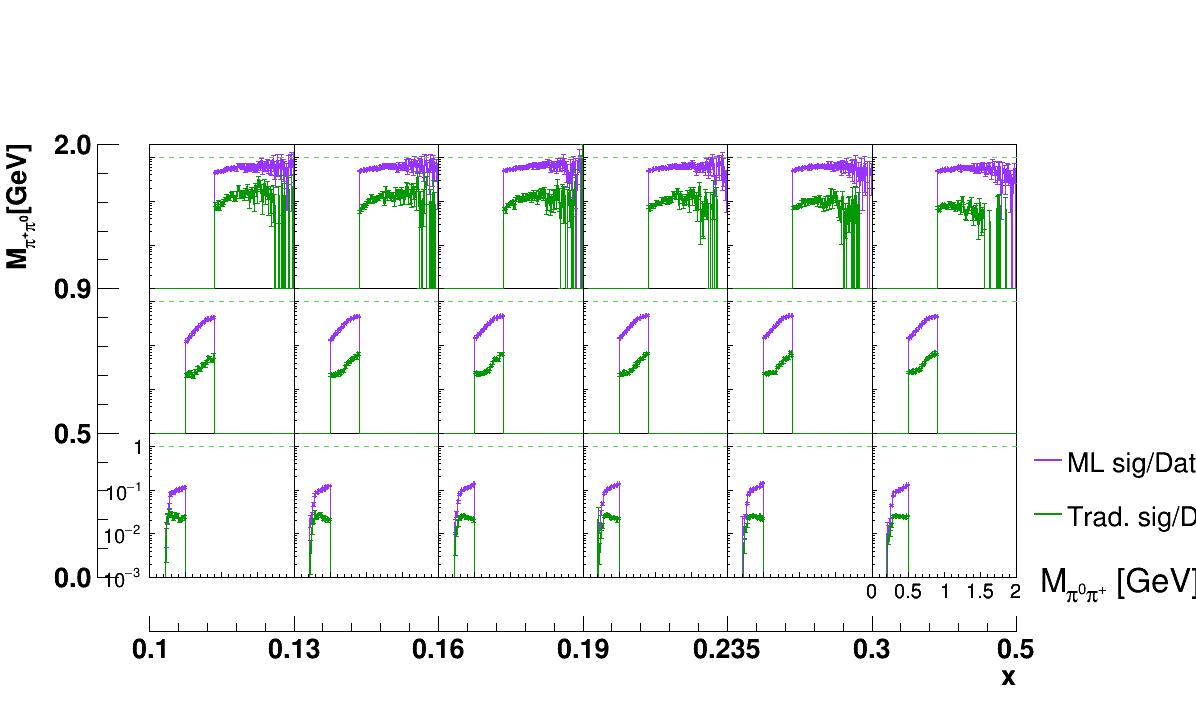 2.0
M_{π⁺π⁰}[GeV]
0.9
0.5
1
10⁻¹
10⁻²
0.0
10⁻³
ML sig/Dat
Trad. sig/D
0 0.5 1 1.5 2
M_{π⁰π⁺} [GeV]
0.1 0.13 0.16 0.19 0.235 0.3 0.5
x